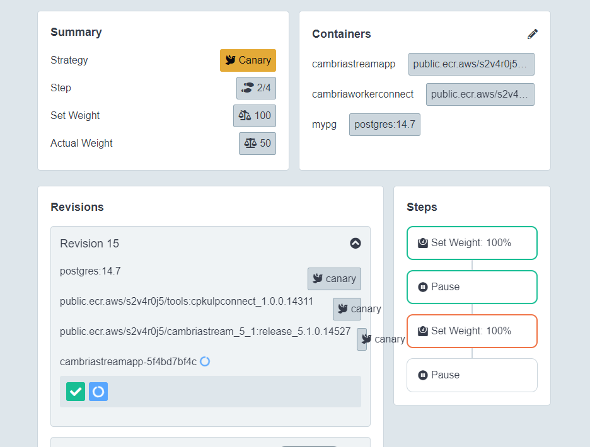 Summary
Strategy
Canary
Step
2/4
Set Weight
100
Actual Weight
50
Containers
cambriastreamapp
public.ecr.aws/s2v4r0j5...
cambriaworkerconnect
public.ecr.aws/s2v4...
mypg
postgres:14.7
Revisions
Revision 15
postgres:14.7
canary
public.ecr.aws/s2v4r0j5/tools:cpkulpconnect_1.0.0.14311
canary
public.ecr.aws/s2v4r0j5/cambriastream_5_1:release_5.1.0.14527
canary
cambriastreamapp-5f4bd7bf4c
Steps
Set Weight: 100%
Pause
Set Weight: 100%
Pause